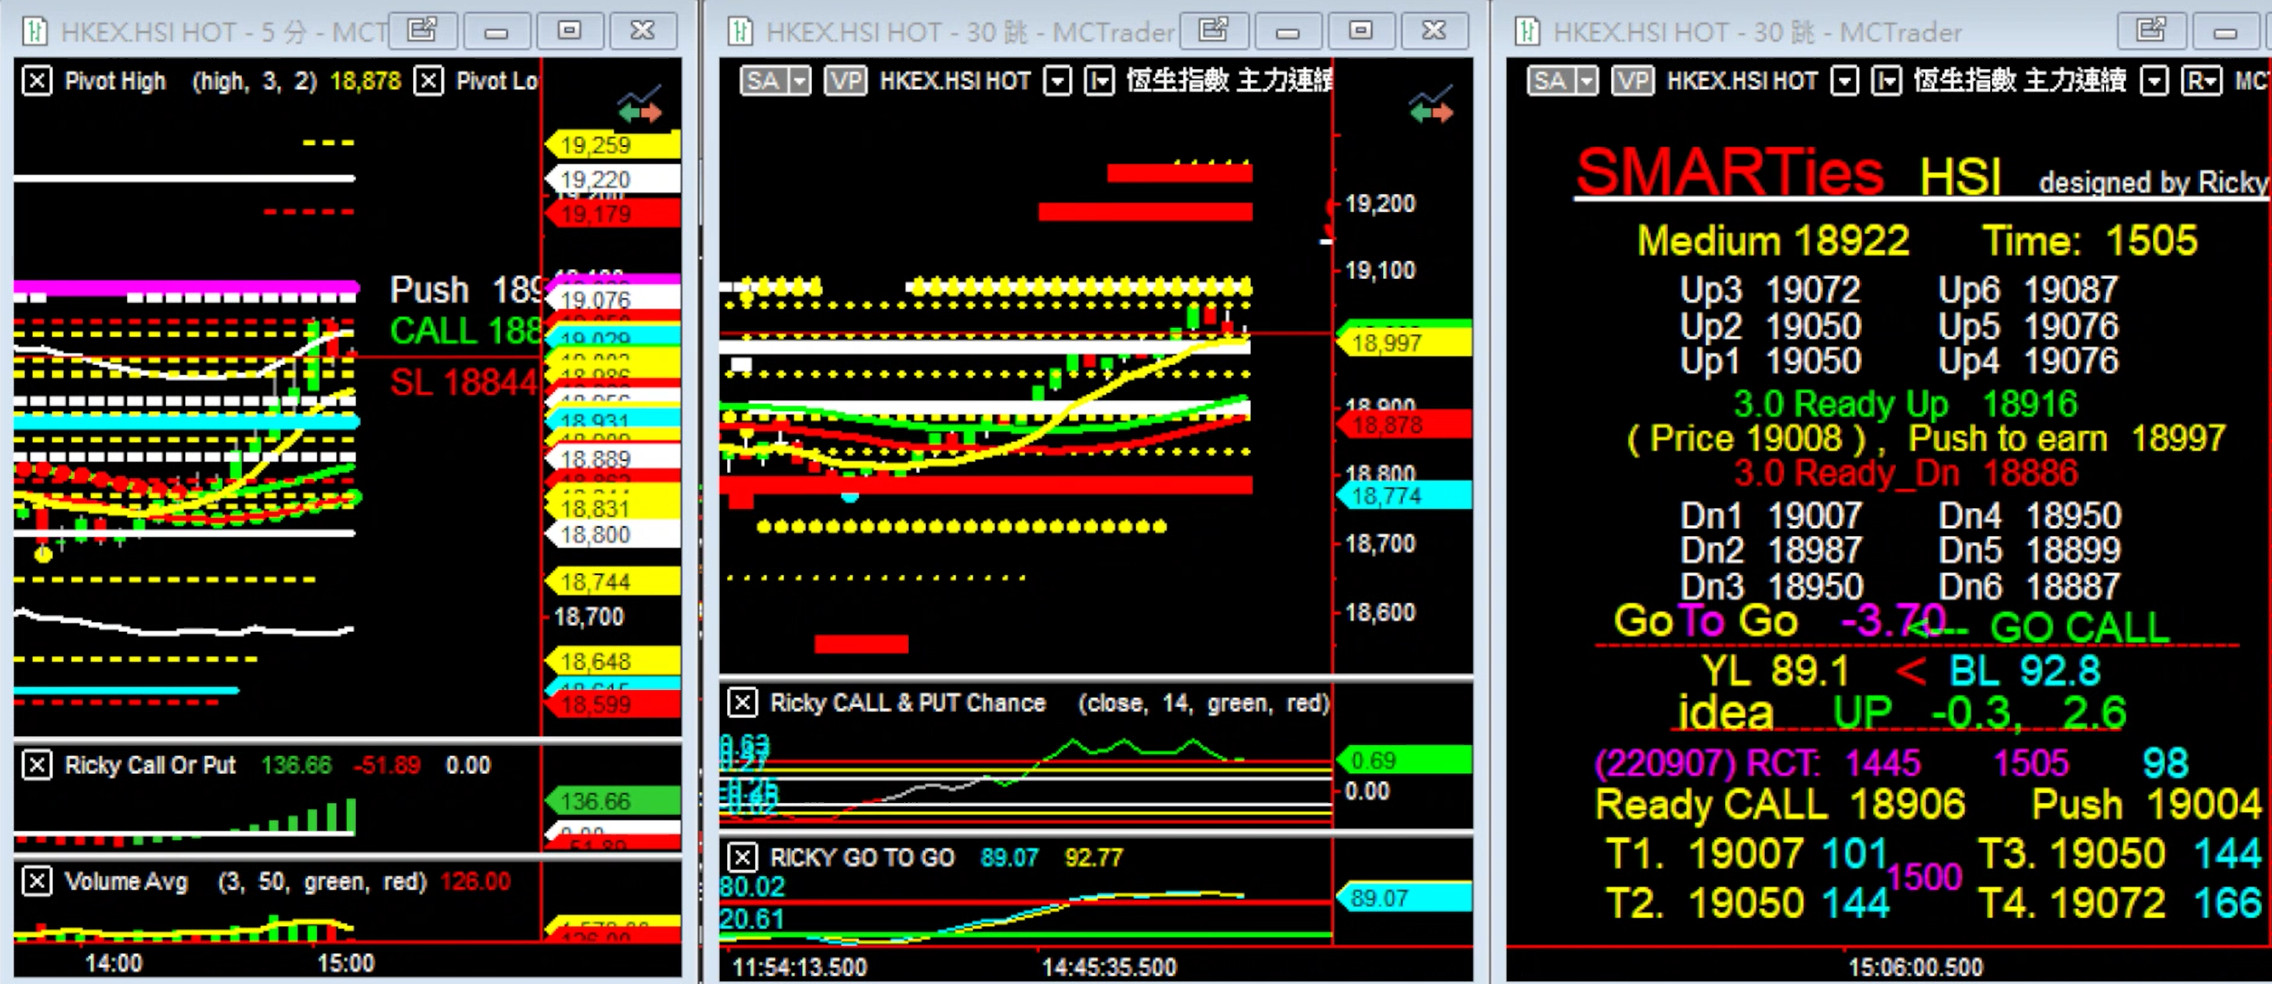 HKEX.HSI HOT - 5 分 - MCT
Pivot High (high, 3, 2) 18,878 Pivot Lo
19,259
19,220
19,179
Push 189
19,076
CALL 188
19,029
SL 18844
18,986
18,931
18,889
18,831
18,800
18,744
18,700
18,648
18,599
Ricky Call Or Put 136.66 -51.89 0.00
136.66
Volume Avg (3, 50, green, red) 126.00
14:00 15:00
HKEX.HSI HOT - 30 跳 - MCTrader
SA VP HKEX.HSI HOT I 恆生指數 主力連續
19,200
19,100
18,997
18,900
18,878
18,800
18,774
18,700
18,600
Ricky CALL & PUT Chance (close, 14, green, red)
0.69
0.00
RICKY GO TO GO 89.07 92.77
80.02
89.07
20.61
11:54:13.500 14:45:35.500
HKEX.HSI HOT - 30 跳 - MCTrader
SA VP HKEX.HSI HOT I 恆生指數 主力連續 R MC
SMARTies HSI designed by Ricky
Medium 18922 Time: 1505
Up3 19072 Up6 19087
Up2 19050 Up5 19076
Up1 19050 Up4 19076
3.0 Ready Up 18916
( Price 19008 ) , Push to earn 18997
3.0 Ready_Dn 18886
Dn1 19007 Dn4 18950
Dn2 18987 Dn5 18899
Dn3 18950 Dn6 18887
GoTo Go -3.70 <--- GO CALL
YL 89.1 < BL 92.8
idea UP -0.3, 2.6
(220907) RCT: 1445 1505 98
Ready CALL 18906 Push 19004
T1. 19007 101 T3. 19050 144
1500
T2. 19050 144 T4. 19072 166
15:06:00.500